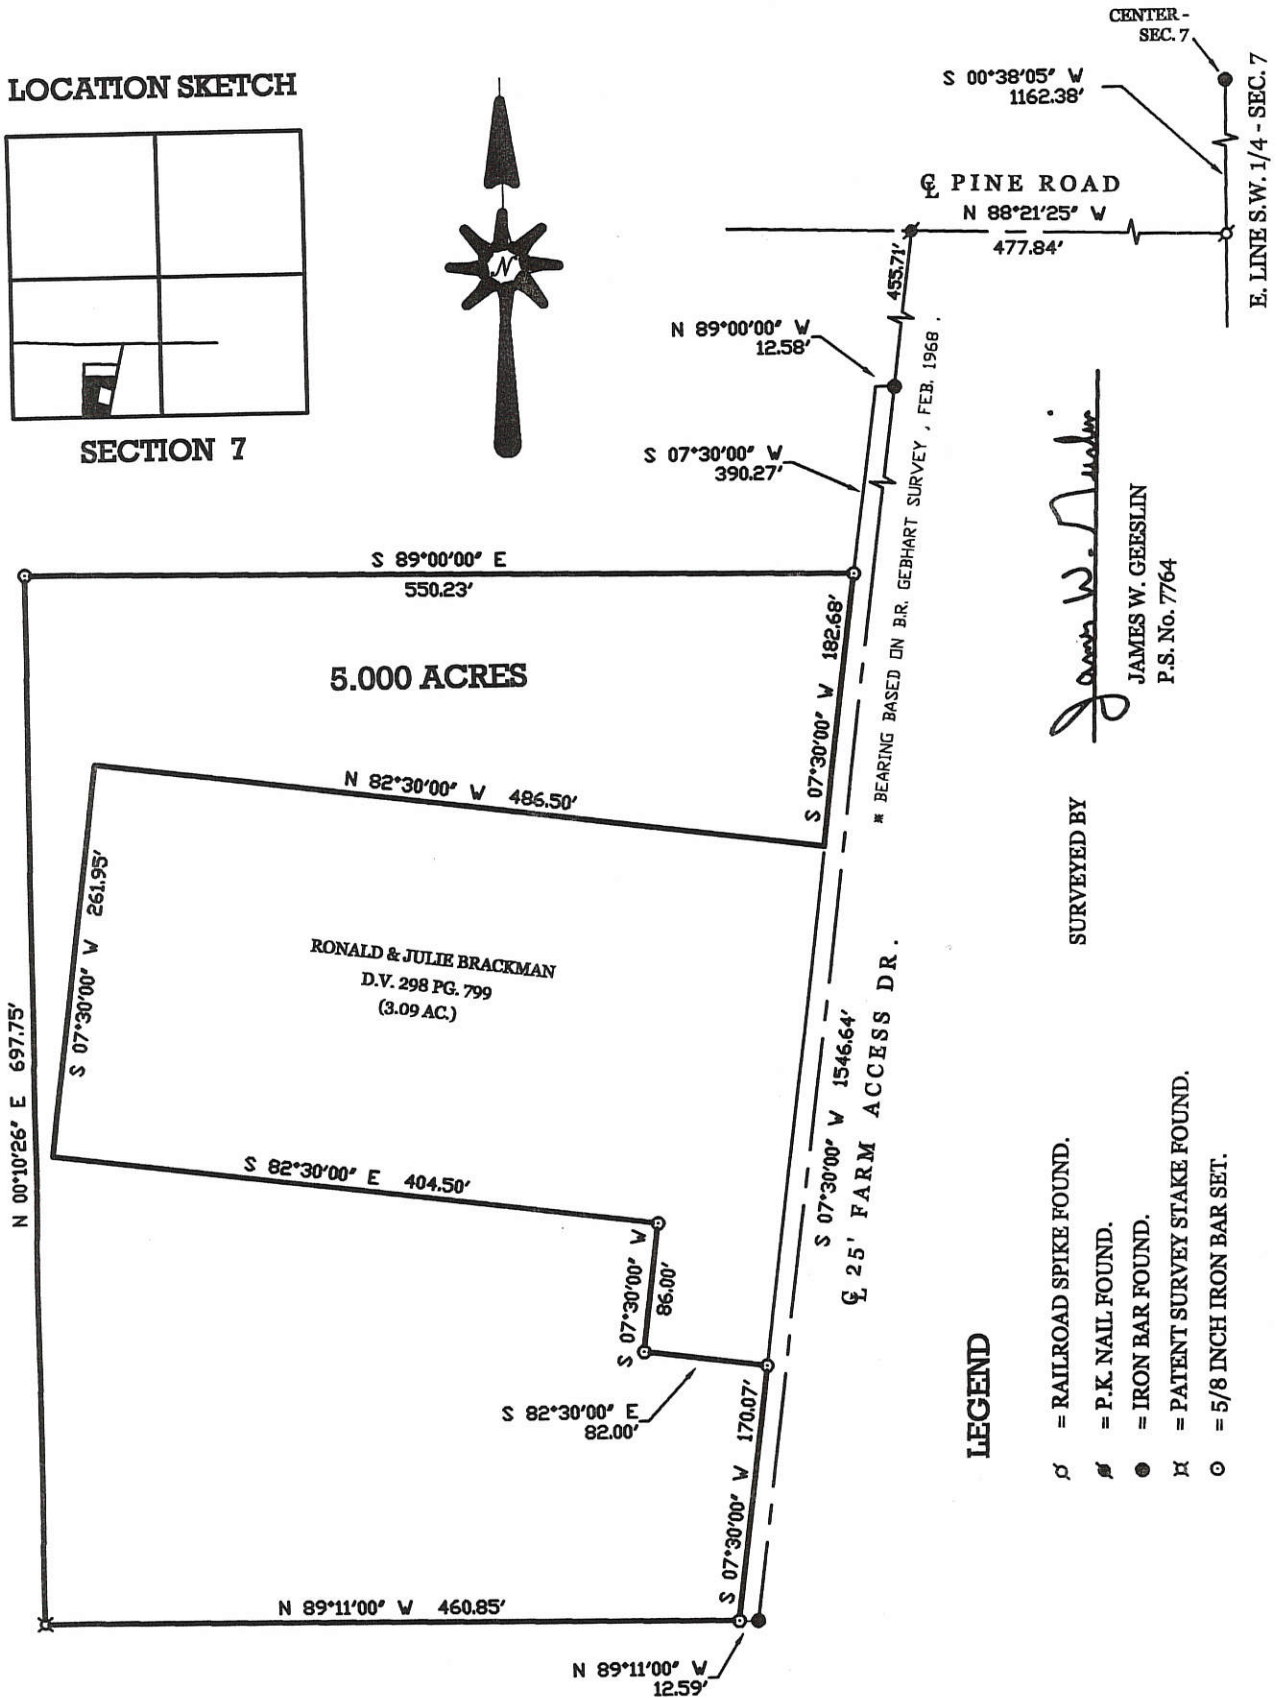 LOCATION SKETCH
SECTION 7
N
CENTER -
SEC. 7
S 00°38'05" W
1162.38'
E. LINE S.W. 1/4 - SEC. 7
℄ PINE ROAD
N 88°21'25" W
477.84'
455.71'
N 89°00'00" W
12.58'
S 07°30'00" W
390.27'
* BEARING BASED ON B.R. GEBHART SURVEY , FEB. 1968 .
S 89°00'00" E
550.23'
5.000 ACRES
S 07°30'00" W 182.68'
N 82°30'00" W 486.50'
S 07°30'00" W 261.95'
RONALD & JULIE BRACKMAN
D.V. 298 PG. 799
(3.09 AC.)
N 00°10'26" E 697.75'
S 82°30'00" E 404.50'
S 07°30'00" W
86.00'
S 82°30'00" E
82.00'
S 07°30'00" W 170.07'
S 07°30'00" W 1546.64'
℄ 25' FARM ACCESS DR.
N 89°11'00" W 460.85'
N 89°11'00" W
12.59'
SURVEYED BY
James W. Geeslin
JAMES W. GEESLIN
P.S. No. 7764
LEGEND
= RAILROAD SPIKE FOUND.
= P.K. NAIL FOUND.
= IRON BAR FOUND.
= PATENT SURVEY STAKE FOUND.
= 5/8 INCH IRON BAR SET.